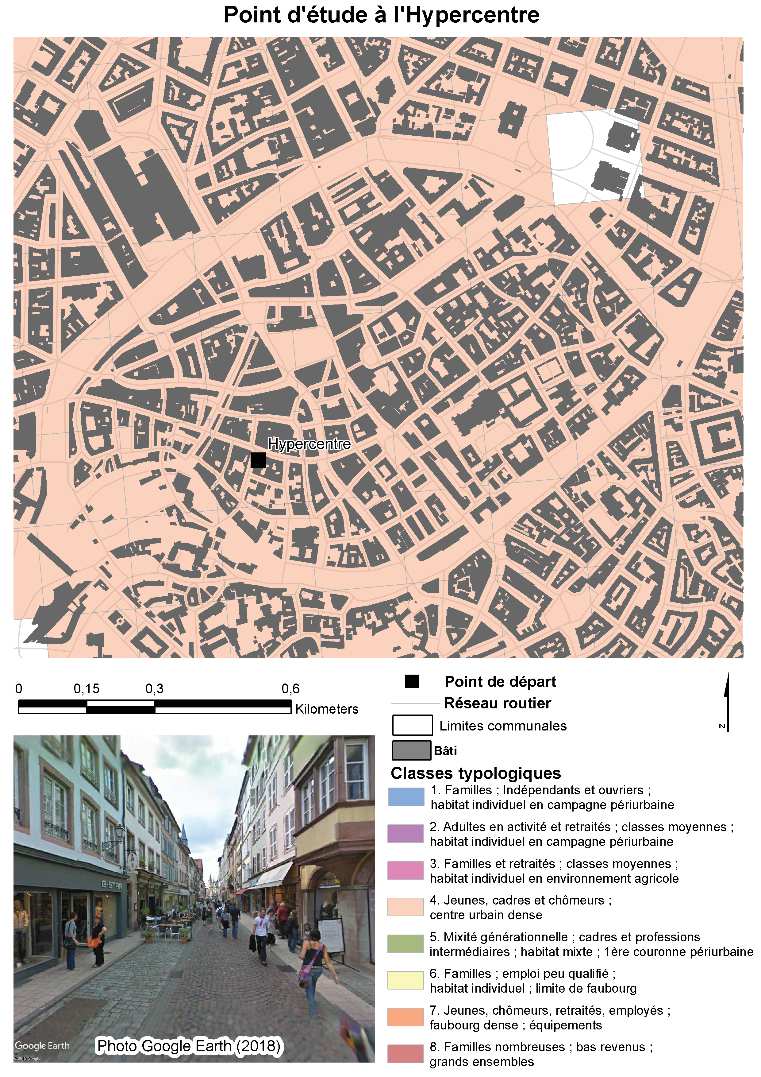 Point d'étude à l'Hypercentre
Hypercentre
0 0,15 0,3 0,6
Kilometers
Point de départ
Réseau routier
Limites communales
Bâti
N
Classes typologiques
1. Familles ; Indépendants et ouvriers ;
habitat individuel en campagne périurbaine
2. Adultes en activité et retraités ; classes moyennes ;
habitat individuel en campagne périurbaine
3. Familles et retraités ; classes moyennes ;
habitat individuel en environnement agricole
4. Jeunes, cadres et chômeurs ;
centre urbain dense
5. Mixité générationnelle ; cadres et professions
intermédiaires ; habitat mixte ; 1ère couronne périurbaine
6. Familles ; emploi peu qualifié ;
habitat individuel ; limite de faubourg
7. Jeunes, chômeurs, retraités, employés ;
faubourg dense ; équipements
8. Familles nombreuses ; bas revenus ;
grands ensembles
Google Earth
Photo Google Earth (2018)